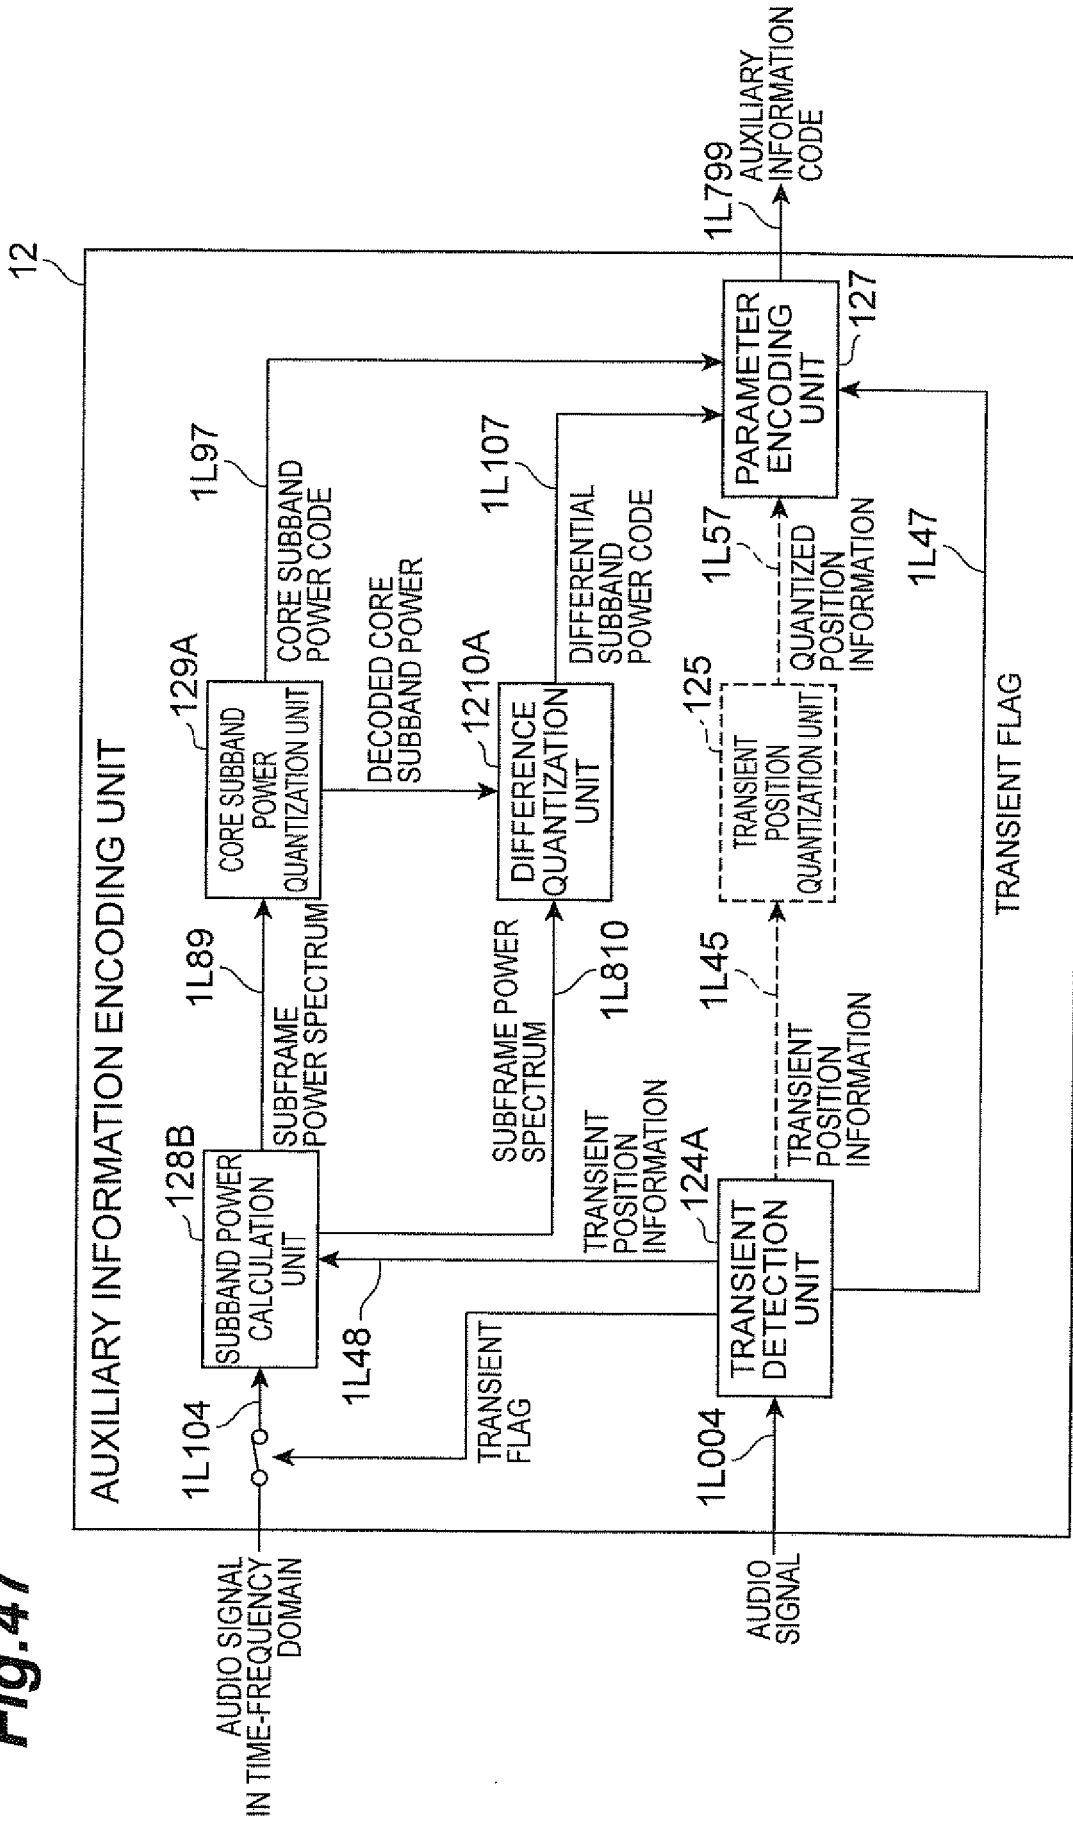 Fig.47
12
AUXILIARY INFORMATION ENCODING UNIT
AUDIO SIGNAL
IN TIME-FREQUENCY
DOMAIN
1L104
128B
SUBBAND POWER
CALCULATION
UNIT
1L89
SUBFRAME
POWER SPECTRUM
129A
CORE SUBBAND
POWER
QUANTIZATION UNIT
1L97
CORE SUBBAND
POWER CODE
DECODED CORE
SUBBAND POWER
SUBFRAME POWER
SPECTRUM
1L810
1210A
DIFFERENCE
QUANTIZATION
UNIT
1L107
DIFFERENTIAL
SUBBAND
POWER CODE
1L48
TRANSIENT
FLAG
TRANSIENT
POSITION
INFORMATION
AUDIO
SIGNAL
1L004
124A
TRANSIENT
DETECTION
UNIT
1L45
TRANSIENT
POSITION
INFORMATION
125
TRANSIENT
POSITION
QUANTIZATION UNIT
1L57
QUANTIZED
POSITION
INFORMATION
PARAMETER
ENCODING
UNIT
127
1L799
AUXILIARY
INFORMATION
CODE
TRANSIENT FLAG
1L47